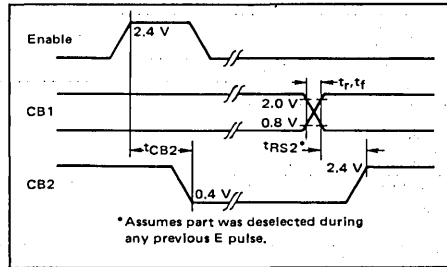 Enable
2.4 V
tr, tf
CB1
2.0 V
0.8 V
tCB2
tRS2*
2.4 V
CB2
0.4 V
*Assumes part was deselected during
any previous E pulse.